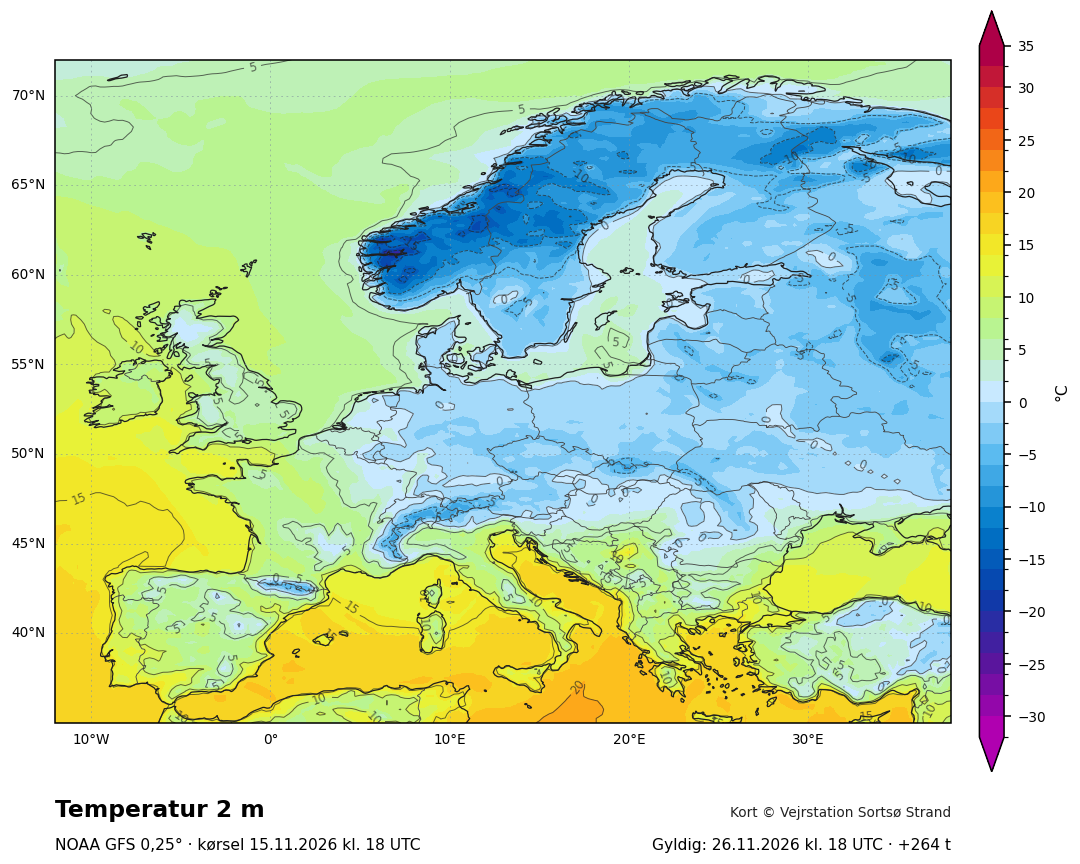 70°N
65°N
60°N
55°N
50°N
45°N
40°N
10°W
0°
10°E
20°E
30°E
35
30
25
20
15
10
5
0
−5
−10
−15
−20
−25
−30
°C
Temperatur 2 m
Kort © Vejrstation Sortsø Strand
NOAA GFS 0,25° · kørsel 15.11.2026 kl. 18 UTC
Gyldig: 26.11.2026 kl. 18 UTC · +264 t